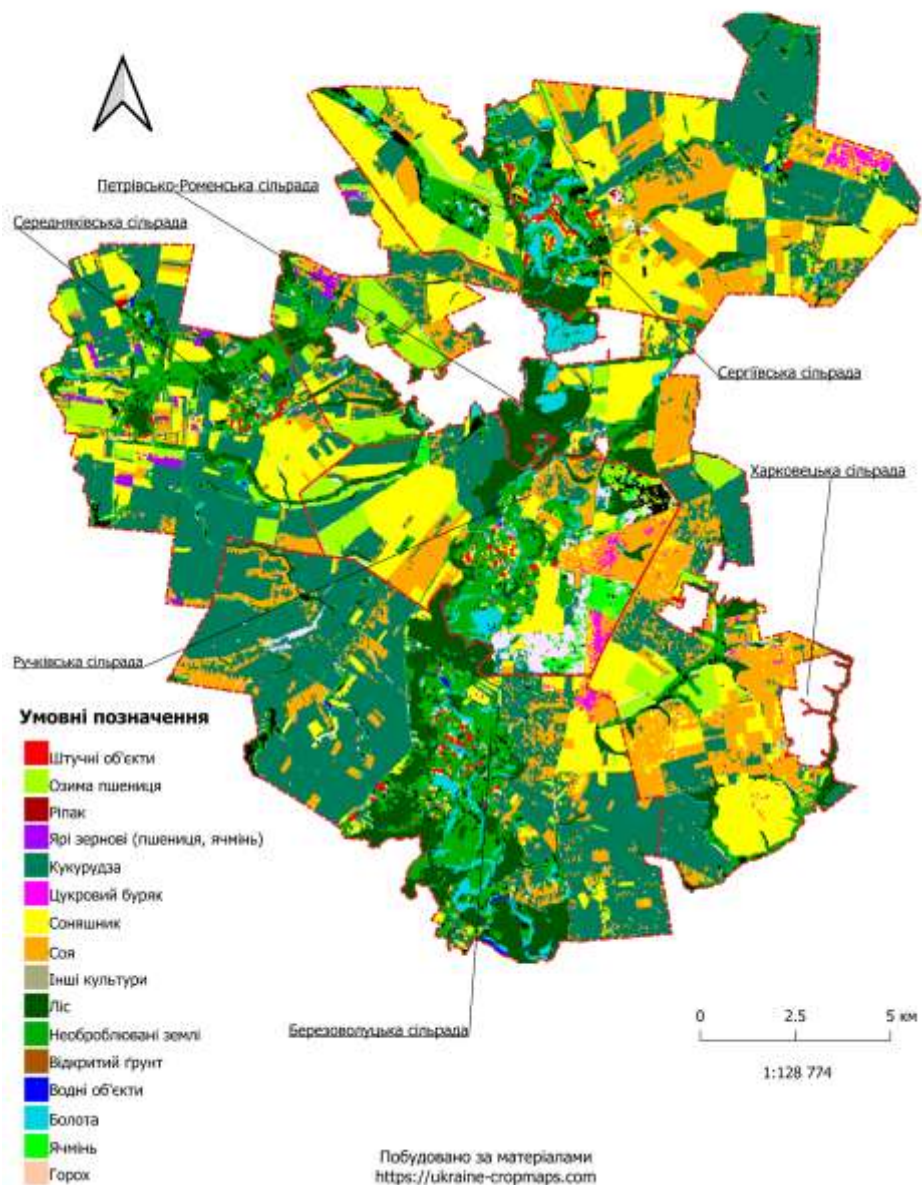 Петрівсько-Роменська сільрада
Середняківська сільрада
Сергіївська сільрада
Харковецька сільрада
Ручківська сільрада
Умовні позначення
Штучні об'єкти
Озима пшениця
Ріпак
Ярі зернові (пшениця, ячмінь)
Кукурудза
Цукровий буряк
Соняшник
Соя
Інші культури
Ліс
Необроблювані землі
Відкритий ґрунт
Водні об'єкти
Болота
Ячмінь
Горох
Березоволуцька сільрада
0 2.5 5 км
1:128 774
Побудовано за матеріалами
https://ukraine-cropmaps.com